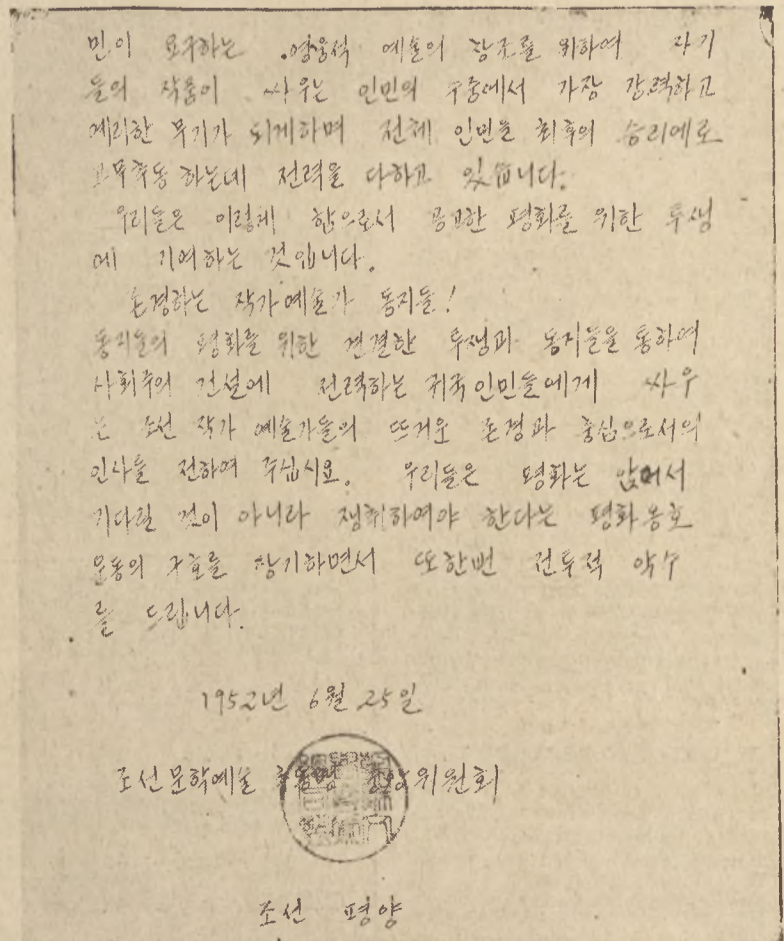 민이 요구하는 영웅적 예술의 창조를 위하여 자기
들의 작품이 싸우는 인민의 수중에서 가장 강력하고
예리한 무기가 되게하며 전체 인민을 최후의 승리에로
고무추동 하는데 전력을 다하고 있읍니다.
우리들은 이렇게 함으로서 공고한 평화를 위한 투쟁
에 기여하는 것입니다.
존경하는 작가예술가 동지들!
동지들의 평화를 위한 견결한 투쟁과 동지들을 통하여
사회주의 건설에 전력하는 귀국인민들에게 싸우
는 조선 작가 예술가들의 뜨거운 존경과 충심으로서의
인사를 전하여 주십시요. 우리들은 평화는 앉어서
기다릴 것이 아니라 쟁취하여야 한다는 평화옹호
운동의 구호를 상기하면서 또한번 전투적 악수
를 드립니다.
1952년 6월 25일
조선문학예술 총동맹 중앙위원회
조선 평양